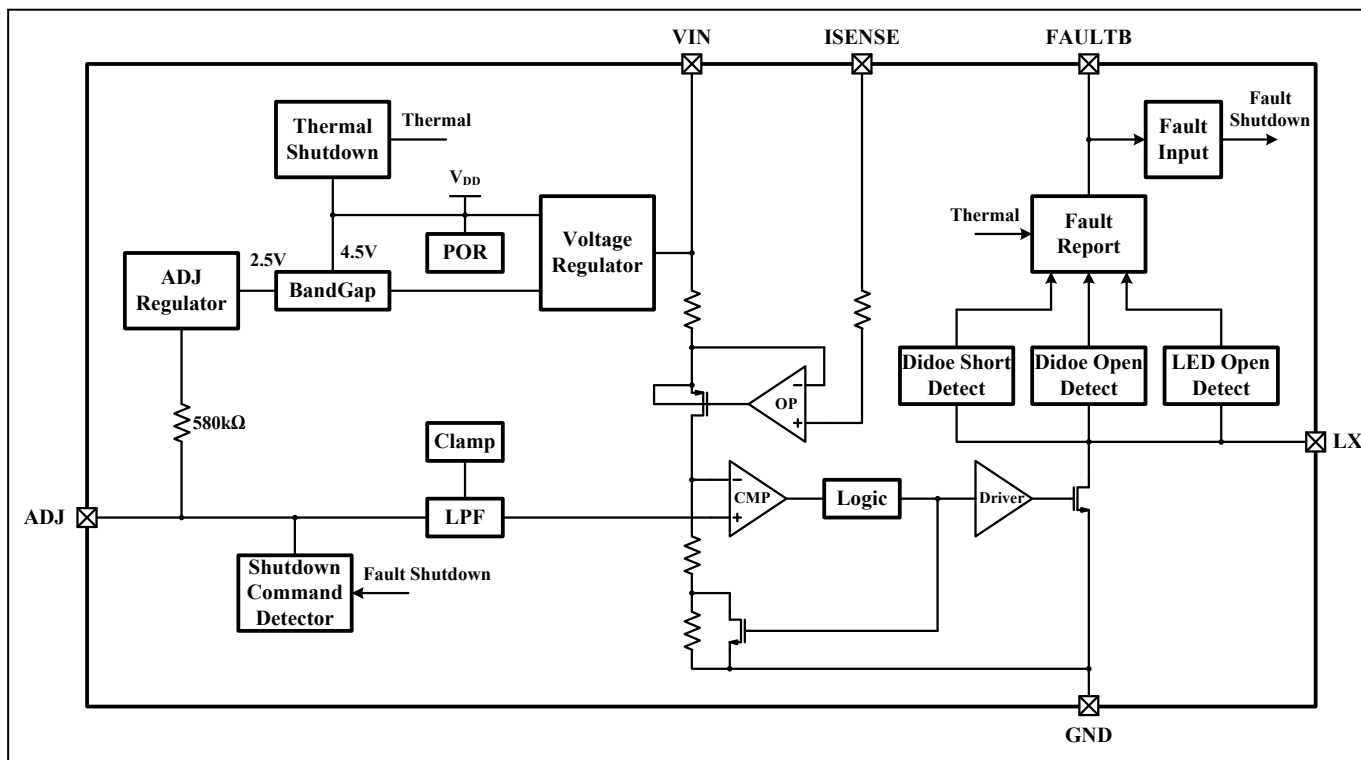 VIN
ISENSE
FAULTB
Thermal
Shutdown
Thermal
Fault
Input
Fault
Shutdown
VDD
POR
Voltage
Regulator
Thermal
Fault
Report
ADJ
Regulator
2.5V
4.5V
BandGap
580kΩ
−
OP
+
Didoe Short
Detect
Didoe Open
Detect
LED Open
Detect
LX
Clamp
ADJ
LPF
−
CMP
+
Logic
Driver
Shutdown
Command
Detector
Fault Shutdown
GND